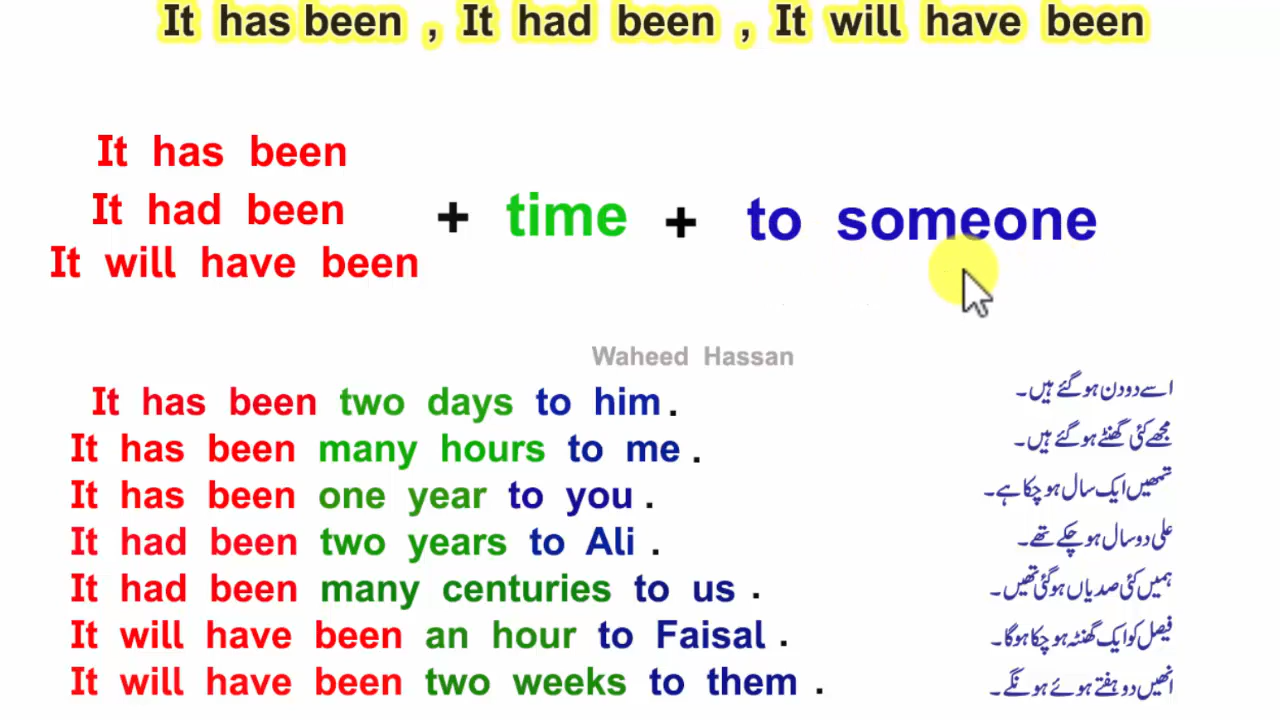 It has been , It had been , It will have been
It has been
It had been
It will have been
+ time + to someone
Waheed Hassan
It has been two days to him . اسے دو دن ہو گئے ہیں ۔
It has been many hours to me . مجھے کئی گھنٹے ہو گئے ہیں ۔
It has been one year to you . تمھیں ایک سال ہو چکا ہے ۔
It had been two years to Ali . علی دو سال ہو چکے تھے ۔
It had been many centuries to us . ہمیں کئی صدیاں ہو گئی تھیں ۔
It will have been an hour to Faisal . فیصل کو ایک گھنٹہ ہو چکا ہو گا ۔
It will have been two weeks to them . انھیں دو ہفتے ہوئے ہونگے ۔